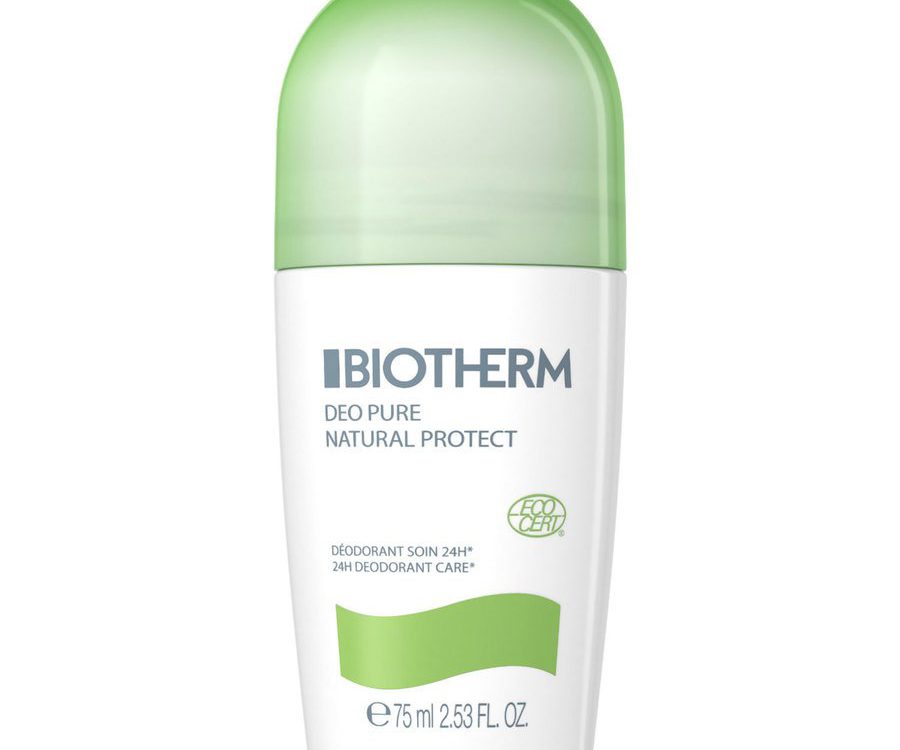 BIOTHERM
DEO PURE
NATURAL PROTECT
ECO
CERT
®
DÉODORANT SOIN 24H*
24H DEODORANT CARE*
℮75 ml 2.53 FL. OZ.